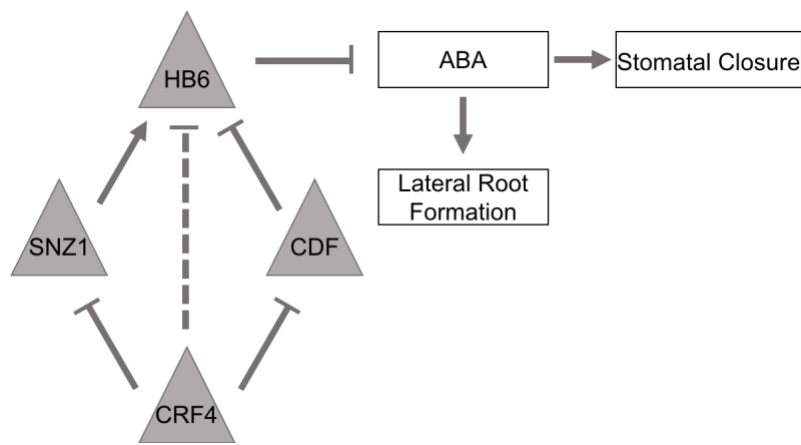 HB6
ABA
Stomatal Closure
Lateral Root
Formation
SNZ1
CDF
CRF4